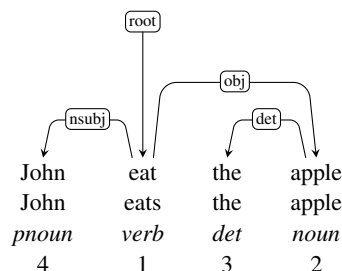 root
obj
nsubj
det
John eat the apple
John eats the apple
pnoun verb det noun
4 1 3 2